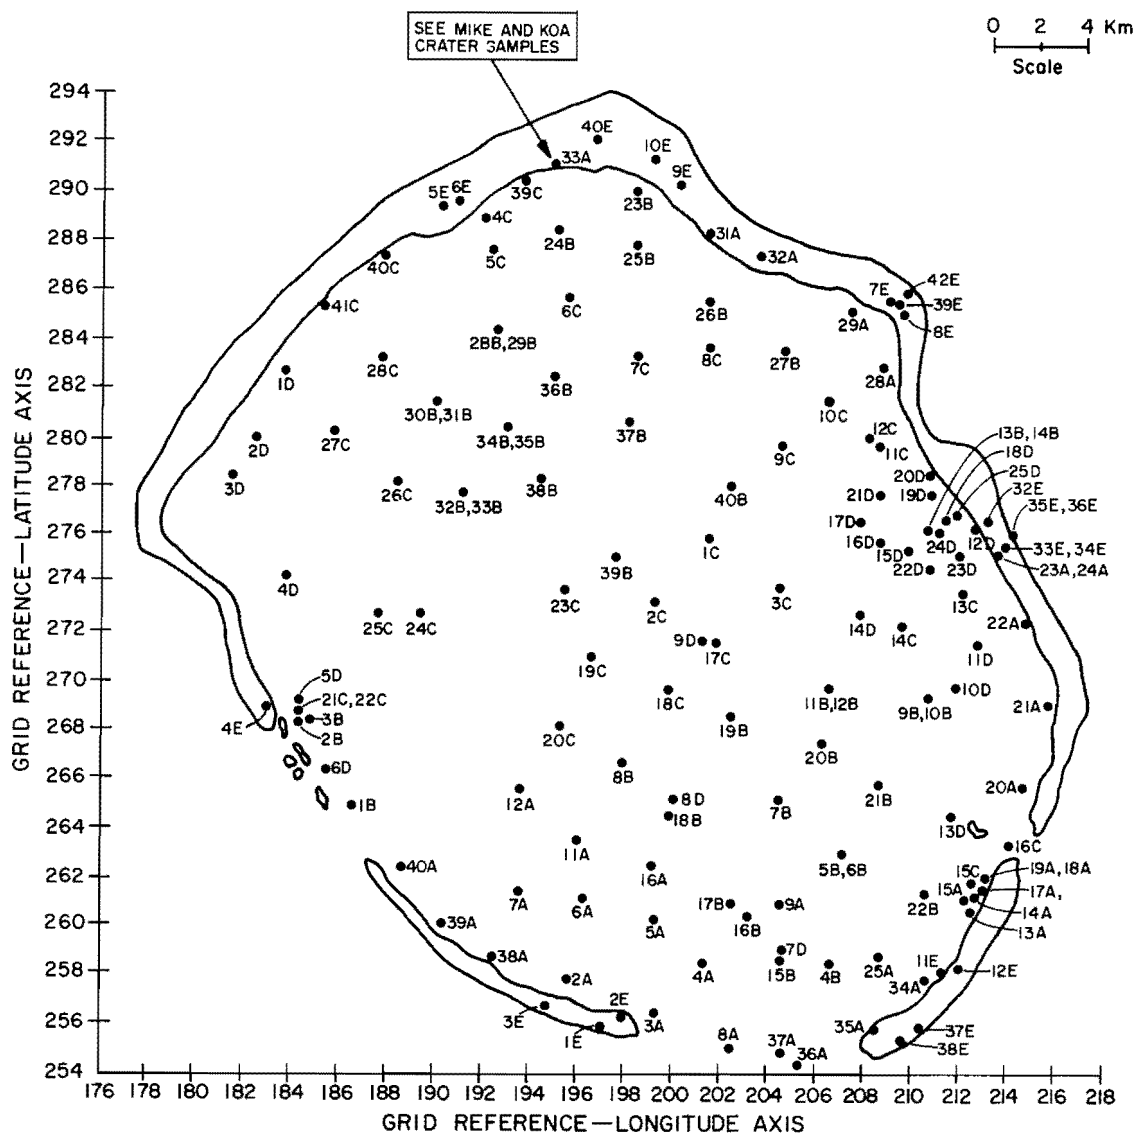 SEE MIKE AND KOA
CRATER SAMPLES
0 2 4 Km
Scale
294
292
290
288
286
284
282
280
278
276
274
272
270
268
266
264
262
260
258
256
254
GRID REFERENCE—LATITUDE AXIS
40E
33A
10E
9E
39C
5E 6E
23B
4C
31A
24B
5C
25B
32A
40C
42E
7E
39E
41C
6C
26B
29A
8E
2BB,29B
28C
7C
8C
27B
1D
36B
28A
30B,31B
10C
12C
13B, 14B
2D
27C
34B,35B
37B
11C
18D
9C
25D
3D
20D
32E
26C
38B
40B
21D
19D
35E, 36E
32B,33B
17D
1C
16D
15D
24D
12D
33E, 34E
39B
22D
23D
23A,24A
4D
23C
3C
13C
25C
24C
2C
14D
14C
22A
9D
17C
11D
19C
5D
21C,22C
18C
11B,12B
10D
4E
3B
9B,10B
21A
2B
20C
19B
20B
6D
8B
1B
12A
8D
7B
21B
20A
18B
13D
11A
16C
40A
16A
5B,6B
15C
19A, 18A
7A
6A
17B
9A
15A
17A,
22B
14A
39A
5A
16B
13A
38A
7D
4A
15B
4B
25A
11E
12E
2A
34A
2E
3E
3A
35A
37E
1E
8A
37A
36A
38E
176 178 180 182 184 186 188 190 192 194 196 198 200 202 204 206 208 210 212 214 216 218
GRID REFERENCE—LONGITUDE AXIS